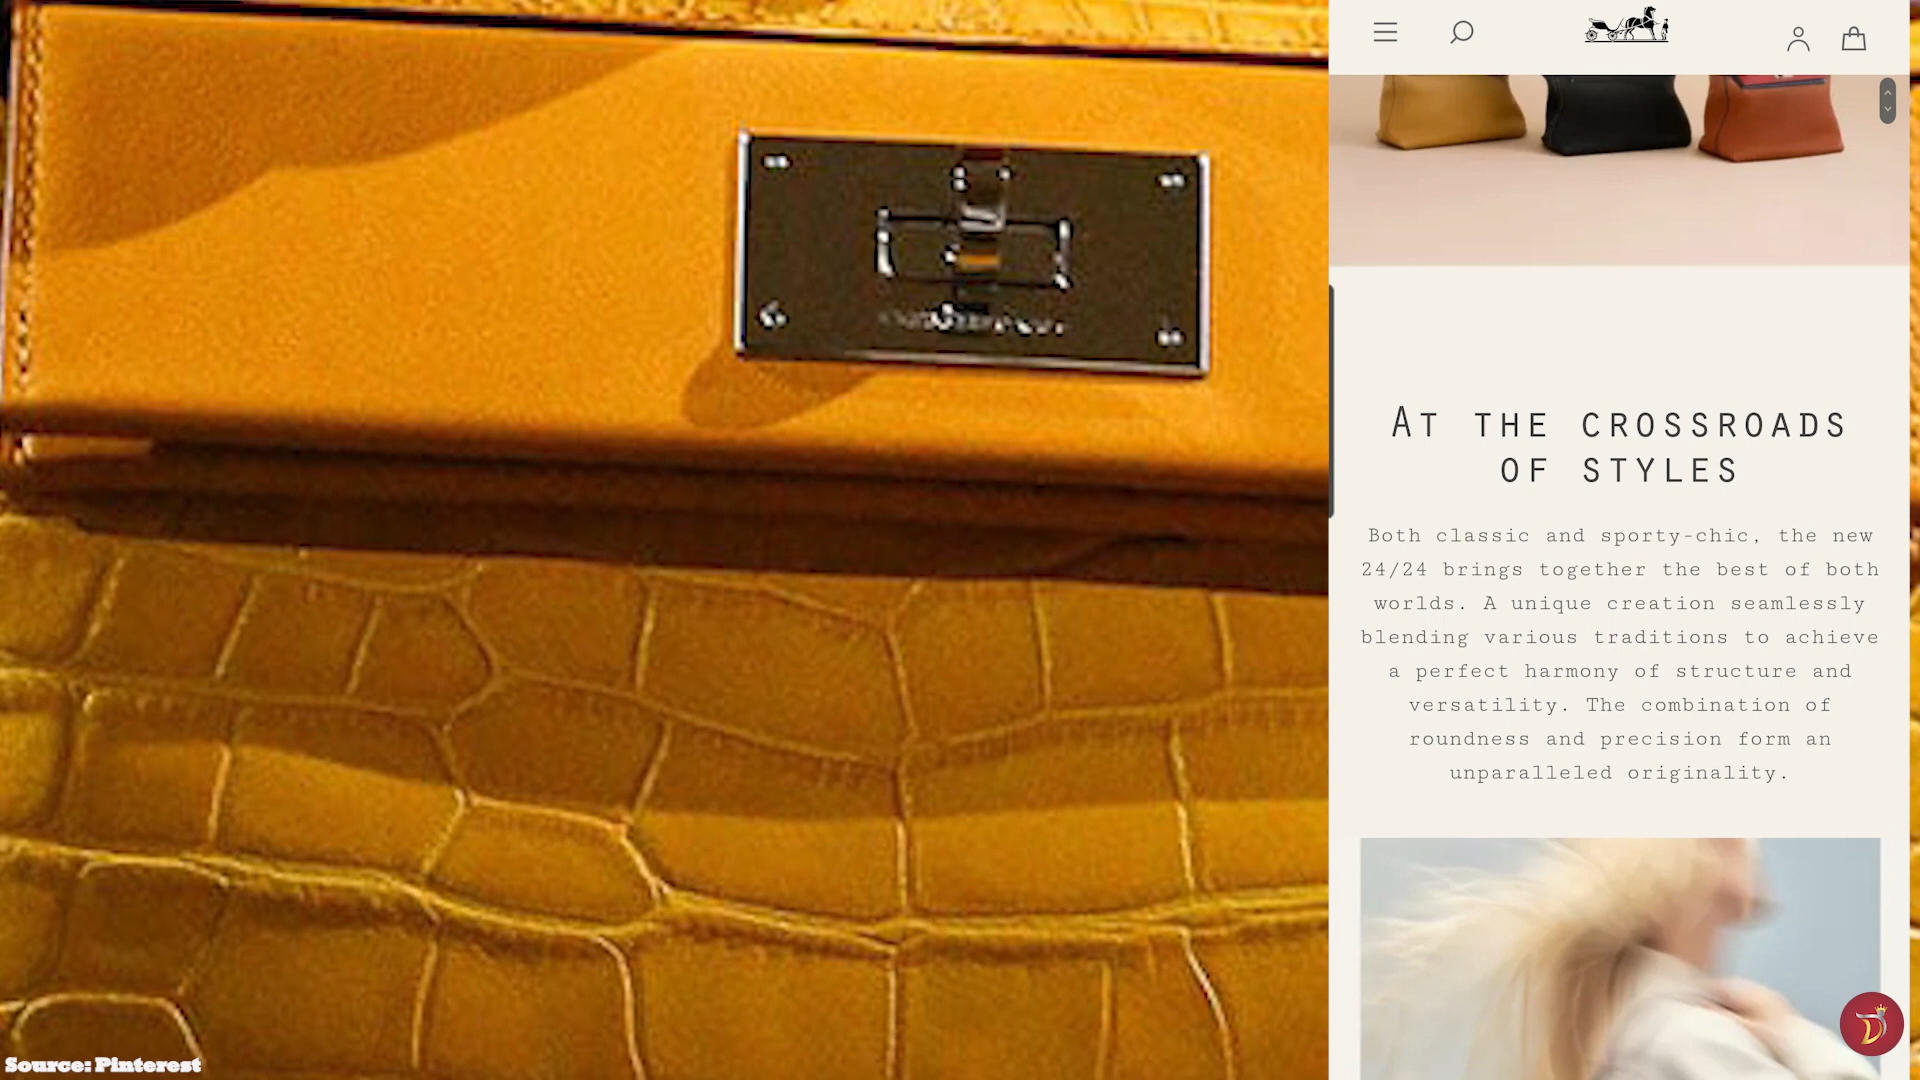 AT THE CROSSROADS
OF STYLES
Both classic and sporty-chic, the new
24/24 brings together the best of both
worlds. A unique creation seamlessly
blending various traditions to achieve
a perfect harmony of structure and
versatility. The combination of
roundness and precision form an
unparalleled originality.
Source: Pinterest